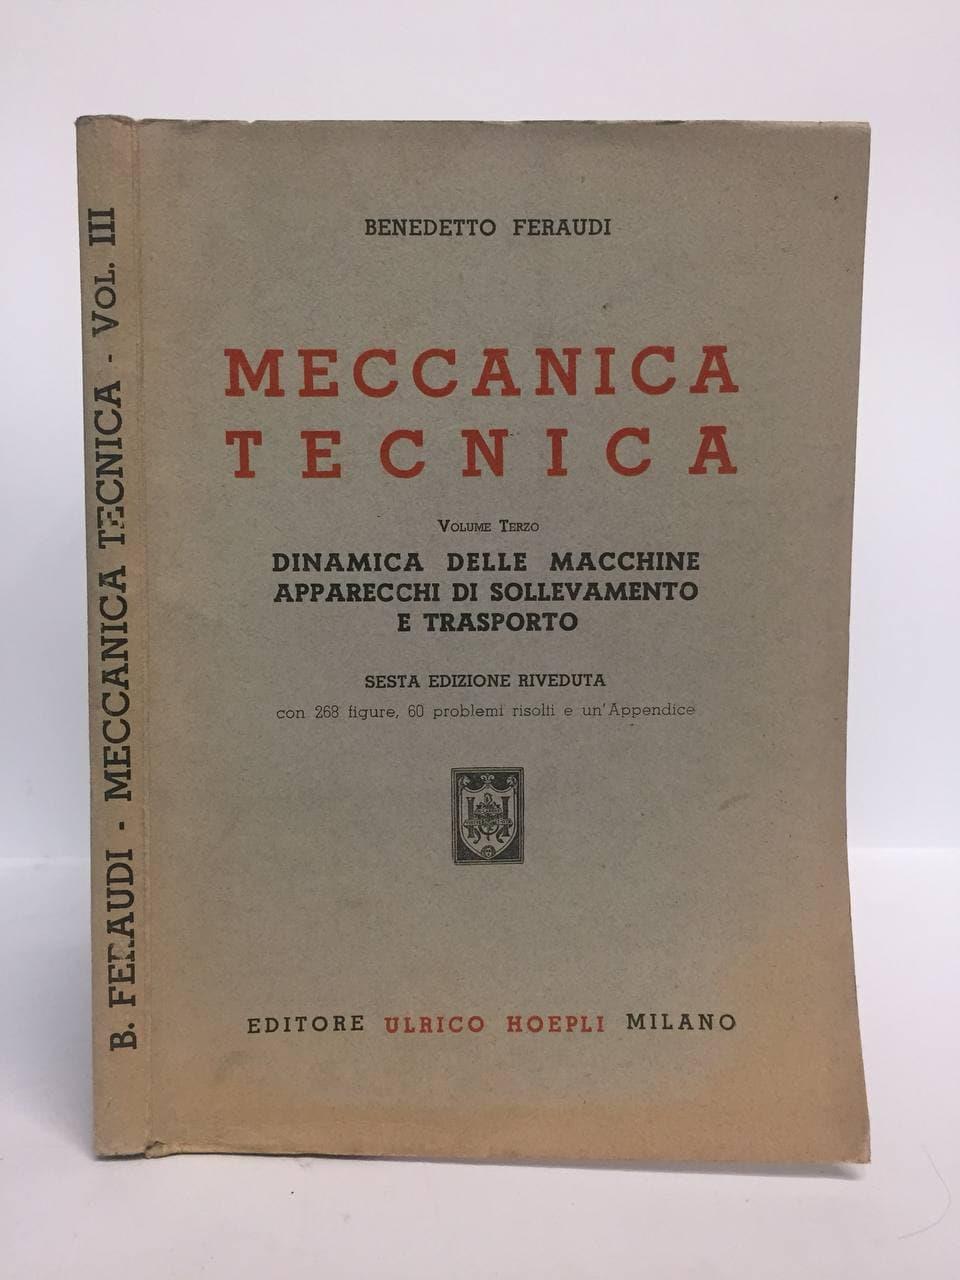 B. FERAUDI - MECCANICA TECNICA - VOL. III
BENEDETTO FERAUDI
MECCANICA
TECNICA
VOLUME TERZO
DINAMICA DELLE MACCHINE
APPARECCHI DI SOLLEVAMENTO
E TRASPORTO
SESTA EDIZIONE RIVEDUTA
con 268 figure, 60 problemi risolti e un'Appendice
EDITORE ULRICO HOEPLI MILANO